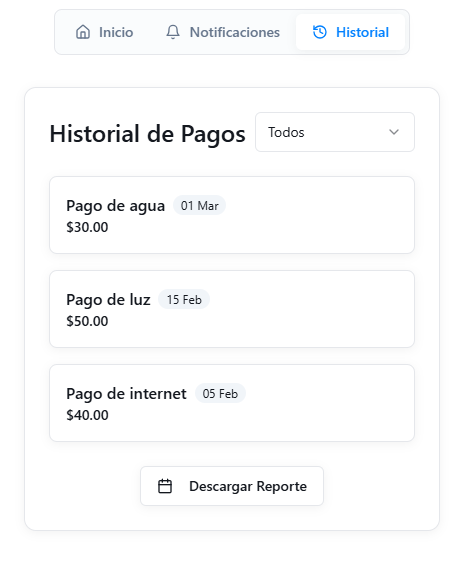 Inicio Notificaciones Historial
Historial de Pagos Todos
Pago de agua 01 Mar
$30.00
Pago de luz 15 Feb
$50.00
Pago de internet 05 Feb
$40.00
Descargar Reporte